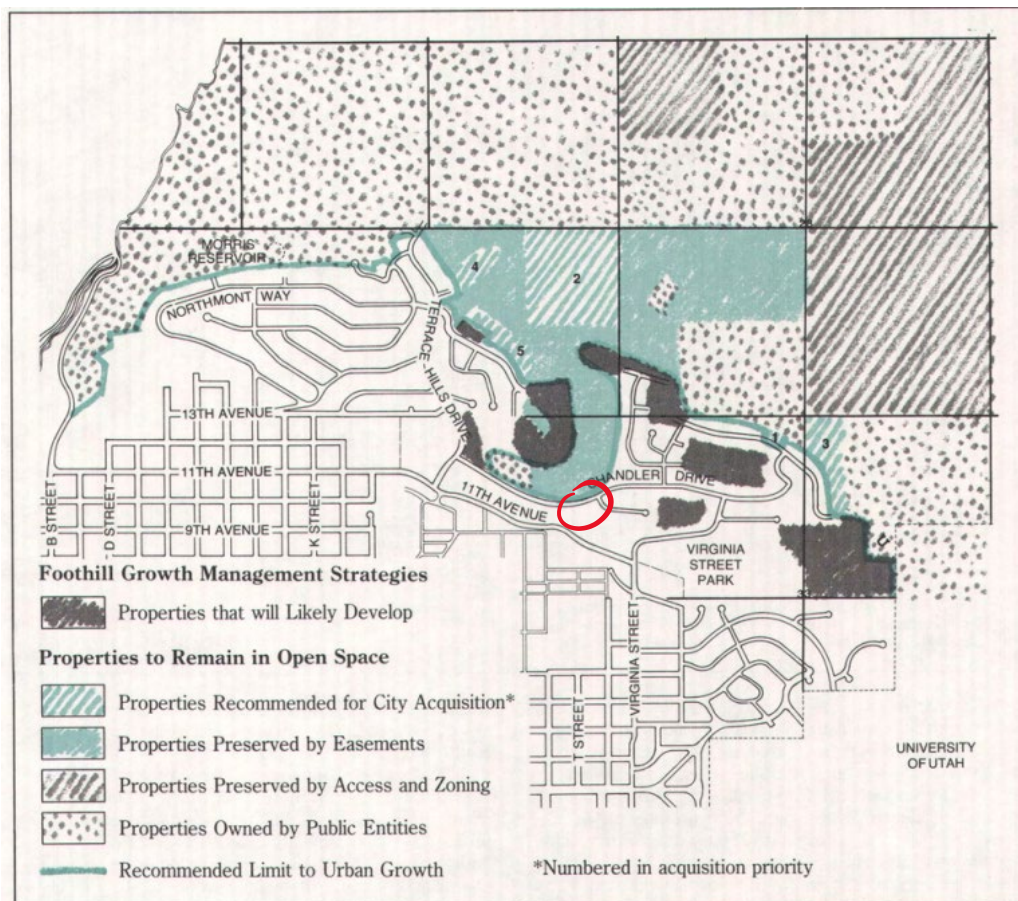 MORRIS
RESERVOIR
4
2
NORTHMONT WAY
TERRACE HILLS DRIVE
5
13TH AVENUE
1
3
11TH AVENUE
HANDLER DRIVE
11TH AVENUE
B STREET
D STREET
K STREET
9TH AVENUE
VIRGINIA
STREET
PARK
Foothill Growth Management Strategies
Properties that will Likely Develop
Properties to Remain in Open Space
Properties Recommended for City Acquisition*
VIRGINIA STREET
T STREET
Properties Preserved by Easements
UNIVERSITY
OF UTAH
Properties Preserved by Access and Zoning
Properties Owned by Public Entities
Recommended Limit to Urban Growth
*Numbered in acquisition priority